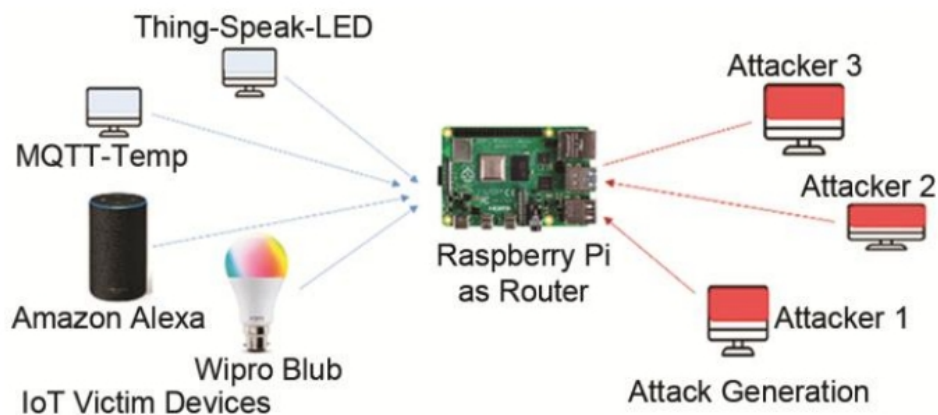 Thing-Speak-LED
MQTT-Temp
Amazon Alexa
Wipro Blub
IoT Victim Devices
Raspberry Pi
as Router
Attacker 3
Attacker 2
Attacker 1
Attack Generation